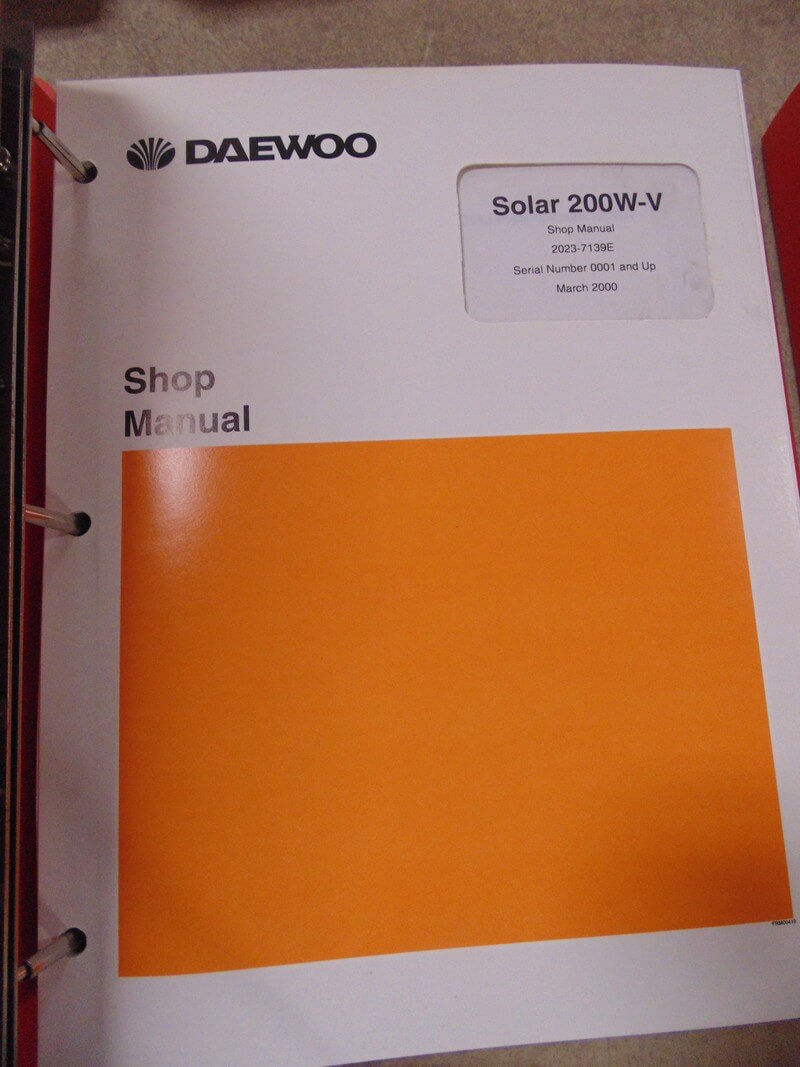 DAEWOO
Solar 200W-V
Shop Manual
2023-7139E
Serial Number 0001 and Up
March 2000
Shop
Manual